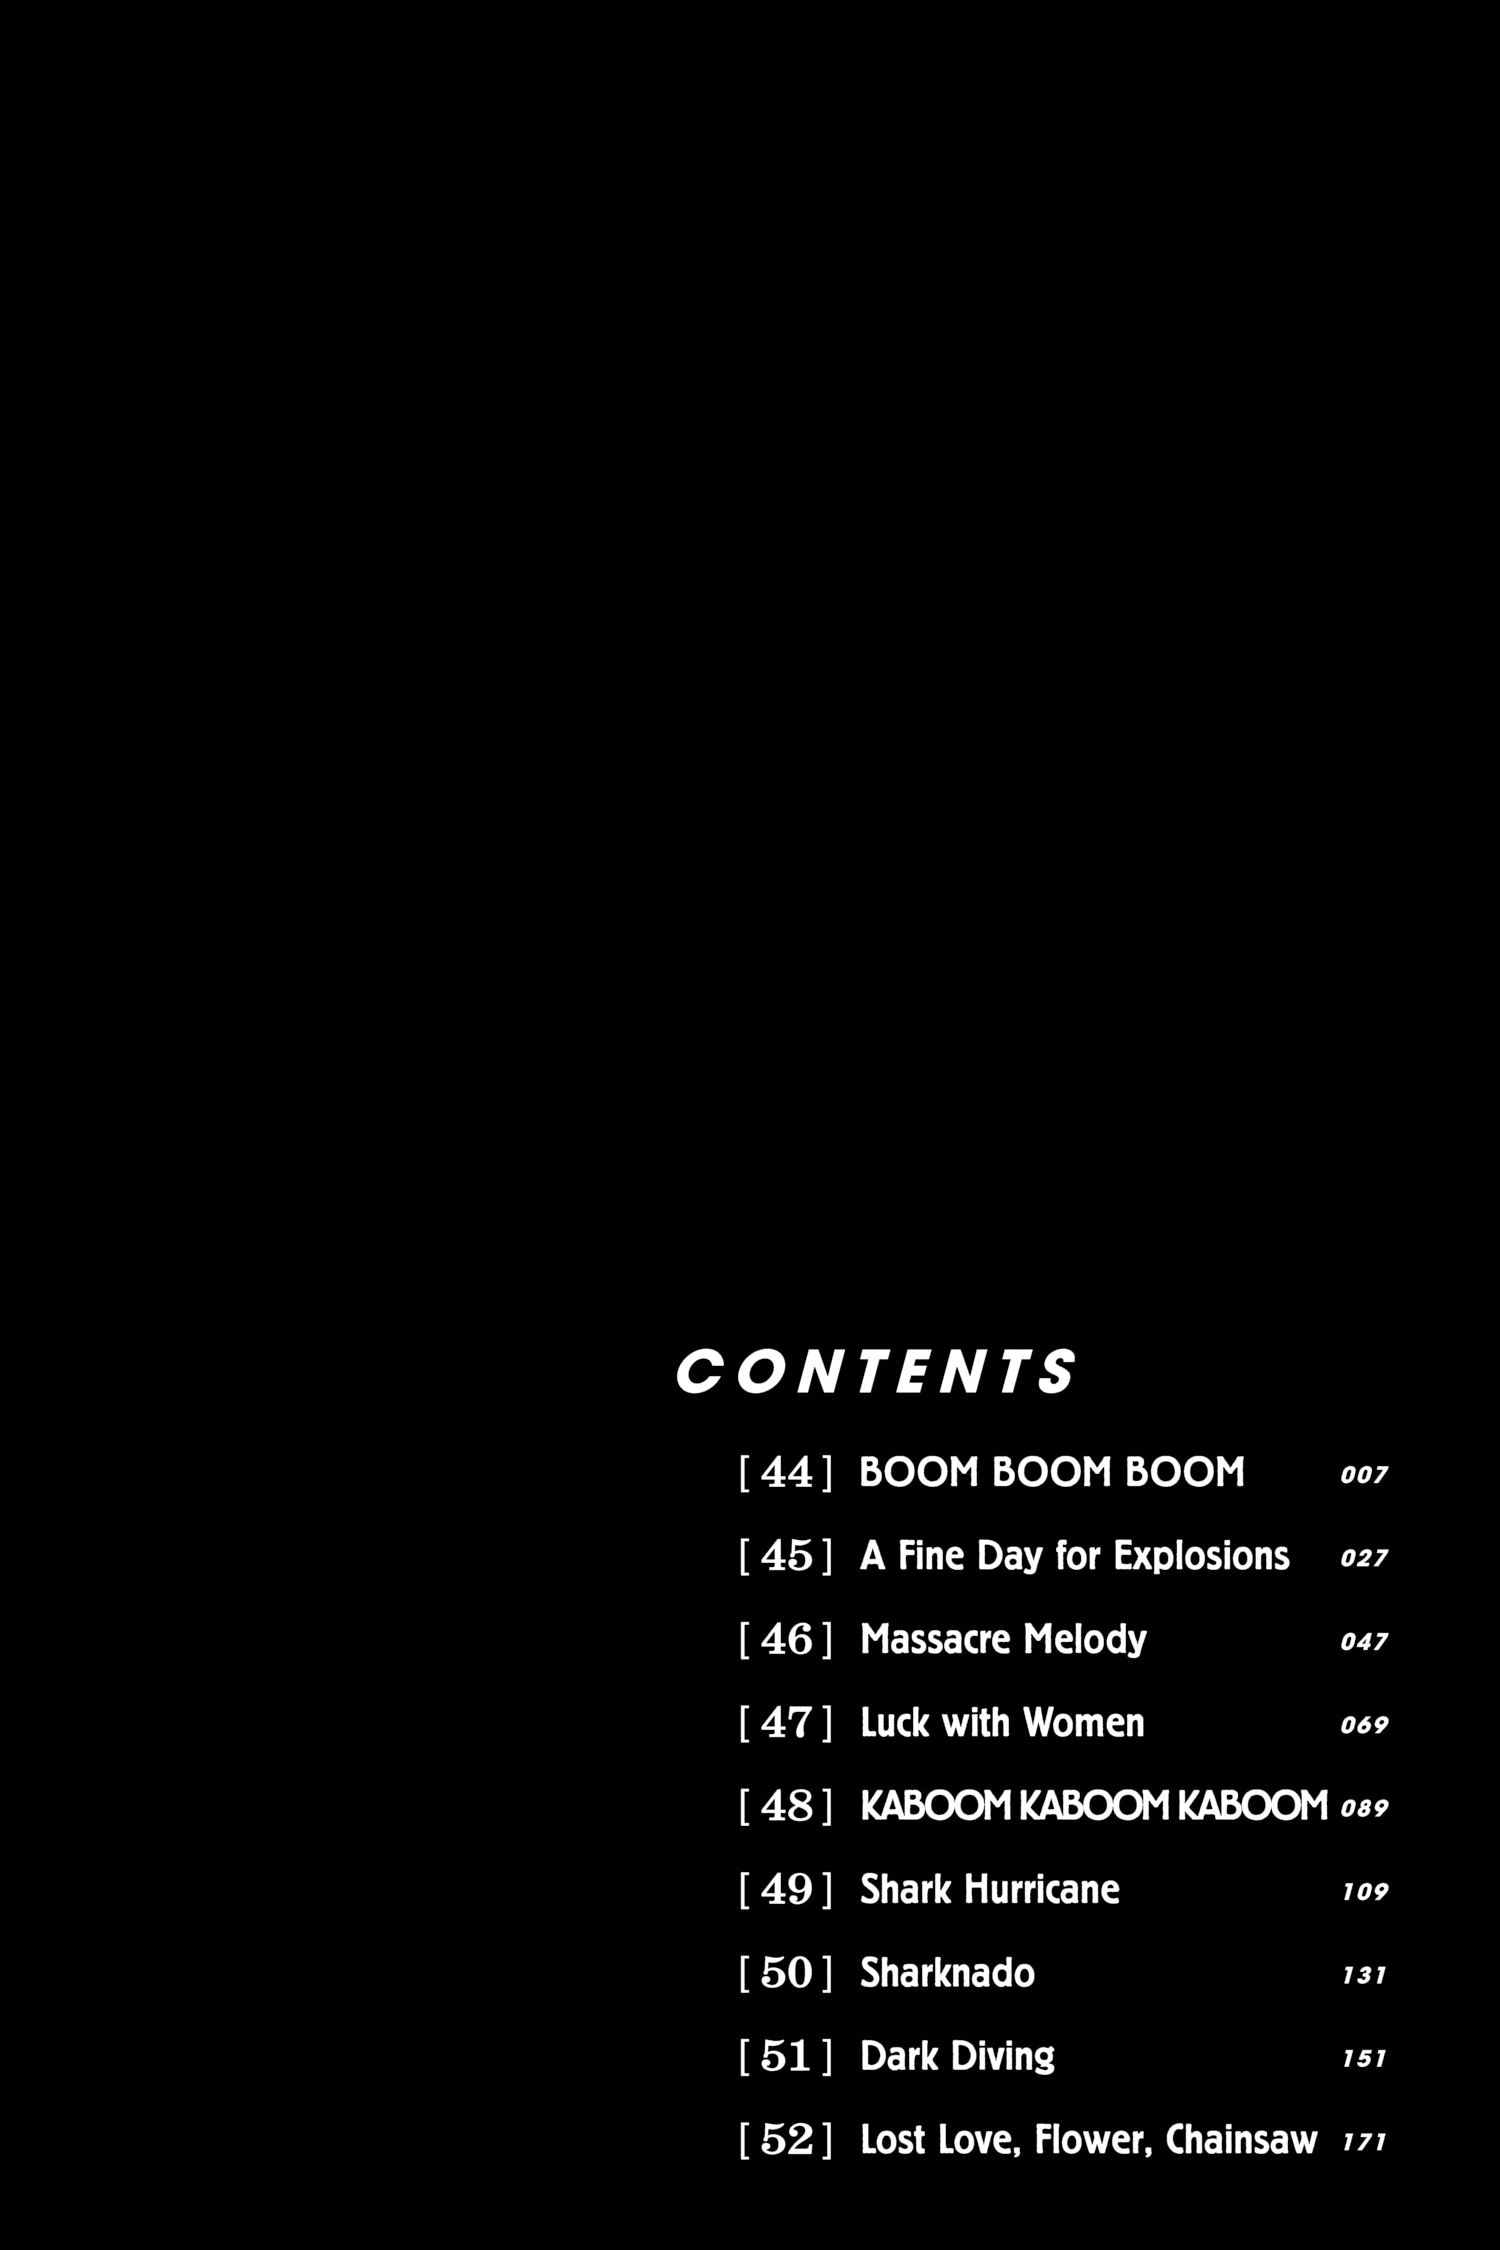 CONTENTS
[ 44 ] BOOM BOOM BOOM 007
[ 45 ] A Fine Day for Explosions 027
[ 46 ] Massacre Melody 047
[ 47 ] Luck with Women 069
[ 48 ] KABOOM KABOOM KABOOM 089
[ 49 ] Shark Hurricane 109
[ 50 ] Sharknado 131
[ 51 ] Dark Diving 151
[ 52 ] Lost Love, Flower, Chainsaw 171